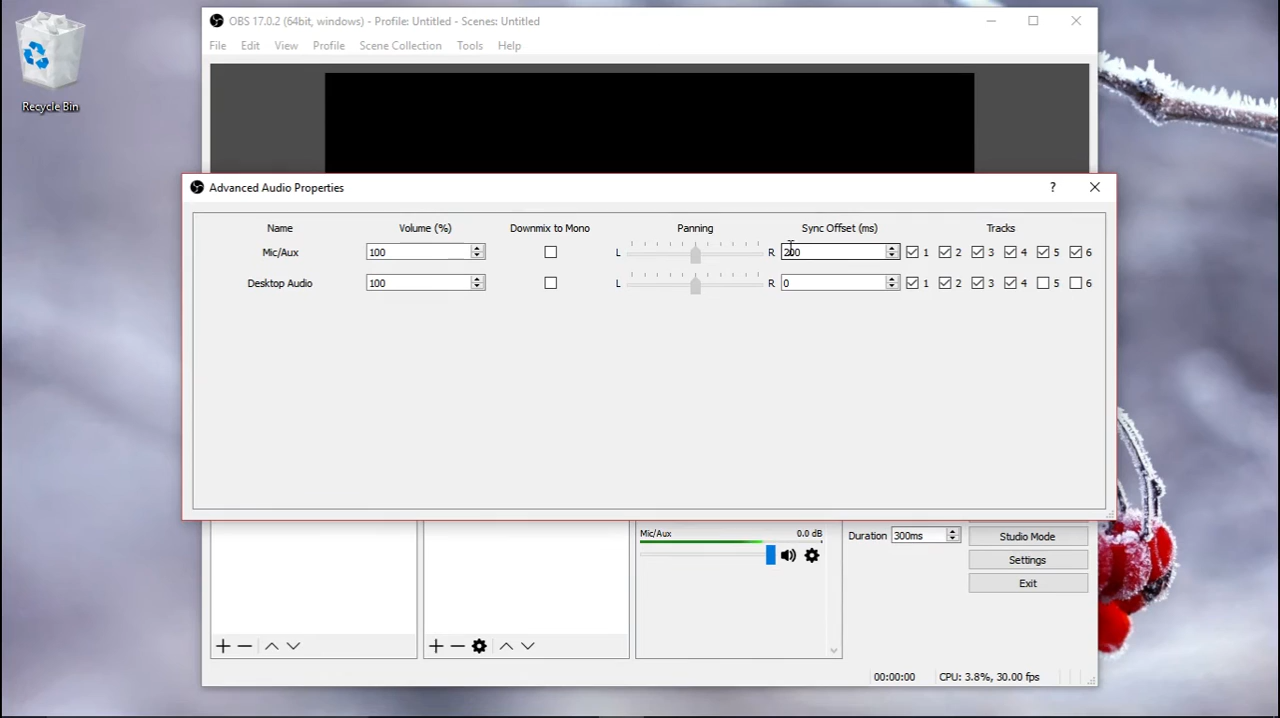 OBS 17.0.2 (64bit, windows) - Profile: Untitled - Scenes: Untitled
File Edit View Profile Scene Collection Tools Help
Recycle Bin
Advanced Audio Properties ?
Name Volume (%) Downmix to Mono Panning Sync Offset (ms) Tracks
Mic/Aux 100 L R 200 1 2 3 4 5 6
Desktop Audio 100 L R 0 1 2 3 4 5 6
Mic/Aux 0.0 dB Duration 300ms Studio Mode
Settings
Exit
00:00:00 CPU: 3.8%, 30.00 fps